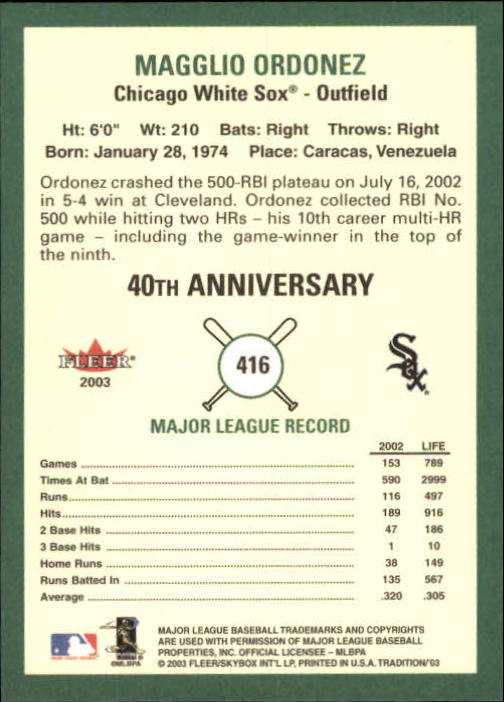 MAGGLIO ORDONEZ
Chicago White Sox® - Outfield
Ht: 6'0" Wt: 210 Bats: Right Throws: Right
Born: January 28, 1974 Place: Caracas, Venezuela
Ordonez crashed the 500-RBI plateau on July 16, 2002
in 5-4 win at Cleveland. Ordonez collected RBI No.
500 while hitting two HRs – his 10th career multi-HR
game – including the game-winner in the top of
the ninth.
40TH ANNIVERSARY
FLEER
2003
416
Sox
MAJOR LEAGUE RECORD
2002 LIFE
Games 153 789
Times At Bat 590 2999
Runs 116 497
Hits 189 916
2 Base Hits 47 186
3 Base Hits 1 10
Home Runs 38 149
Runs Batted In 135 567
Average .320 .305
©MLBPA
MAJOR LEAGUE BASEBALL TRADEMARKS AND COPYRIGHTS
ARE USED WITH PERMISSION OF MAJOR LEAGUE BASEBALL
PROPERTIES, INC. OFFICIAL LICENSEE – MLBPA
© 2003 FLEER/SKYBOX INT'L LP, PRINTED IN U.S.A. TRADITION/'03